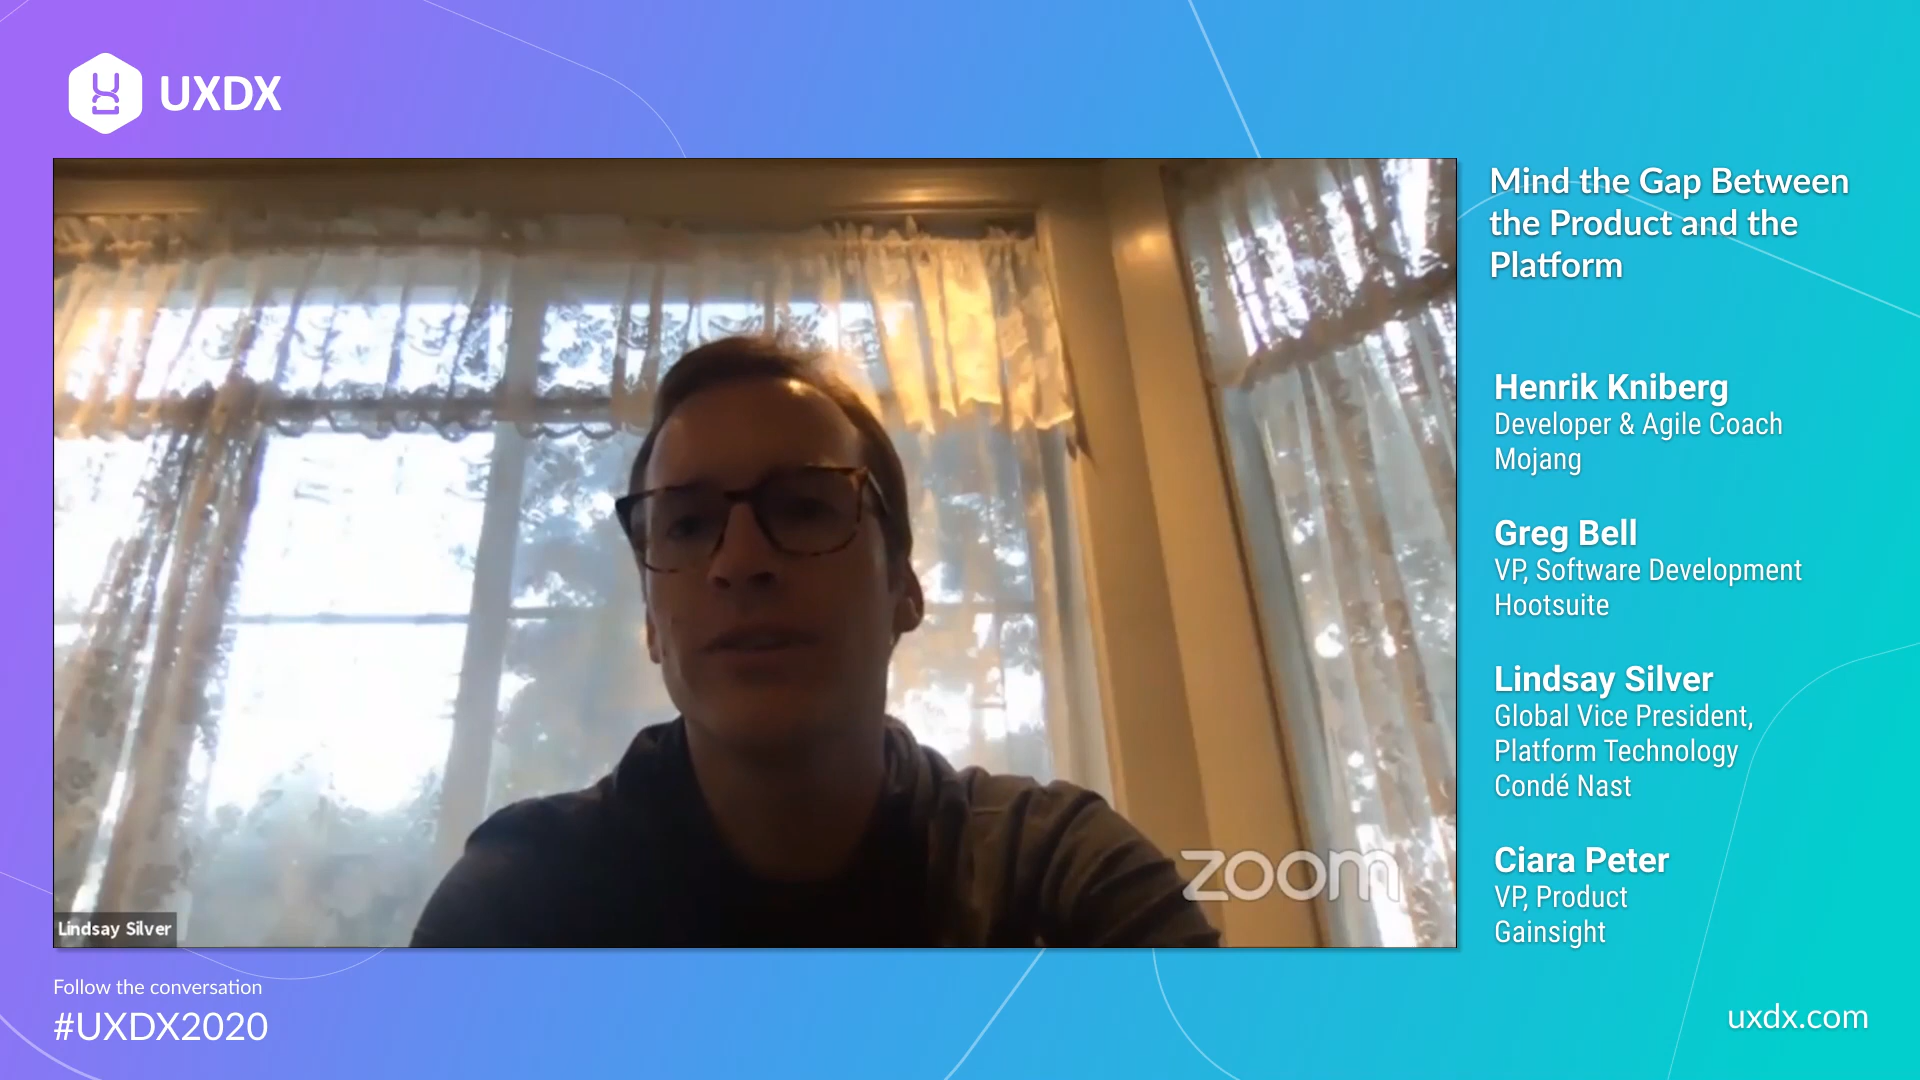 UXDX
Mind the Gap Between
the Product and the
Platform
Henrik Kniberg
Developer & Agile Coach
Mojang
Greg Bell
VP, Software Development
Hootsuite
Lindsay Silver
Global Vice President,
Platform Technology
Condé Nast
Ciara Peter
VP, Product
Gainsight
zoom
Lindsay Silver
Follow the conversation
#UXDX2020
uxdx.com